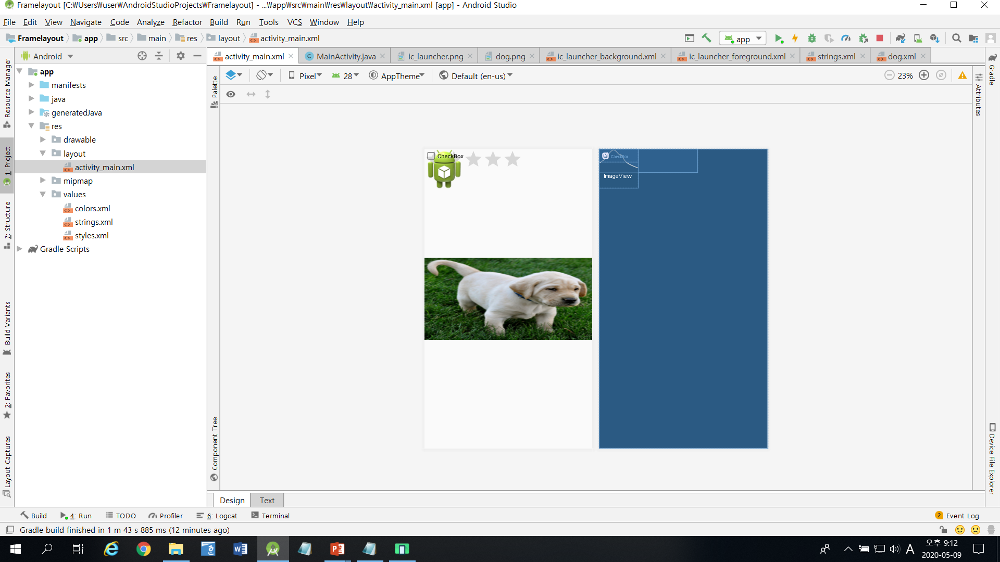 Framelayout [C:₩Users₩user₩AndroidStudioProjects₩Framelayout] - ...₩app₩src₩main₩res₩layout₩activity_main.xml [app] - Android Studio
File Edit View Navigate Code Analyze Refactor Build Run Tools VCS Window Help
Framelayout app src main res layout activity_main.xml
app
Android
activity_main.xml MainActivity.java ic_launcher.png dog.png ic_launcher_background.xml ic_launcher_foreground.xml strings.xml dog.xml
Pixel 28 AppTheme Default (en-us) 23%
Resource Manager
1: Project
7: Structure
Build Variants
2: Favorites
Layout Captures
app
manifests
java
generatedJava
res
drawable
layout
activity_main.xml
mipmap
values
colors.xml
strings.xml
styles.xml
Gradle Scripts
Palette
Component Tree
CheckBox
CheckBox
ImageView
Attributes
Gradle
Device File Explorer
Design Text
Build 4: Run TODO Profiler 6: Logcat Terminal 2 Event Log
Gradle build finished in 1 m 43 s 885 ms (12 minutes ago)
A 오후 9:12
2020-05-09